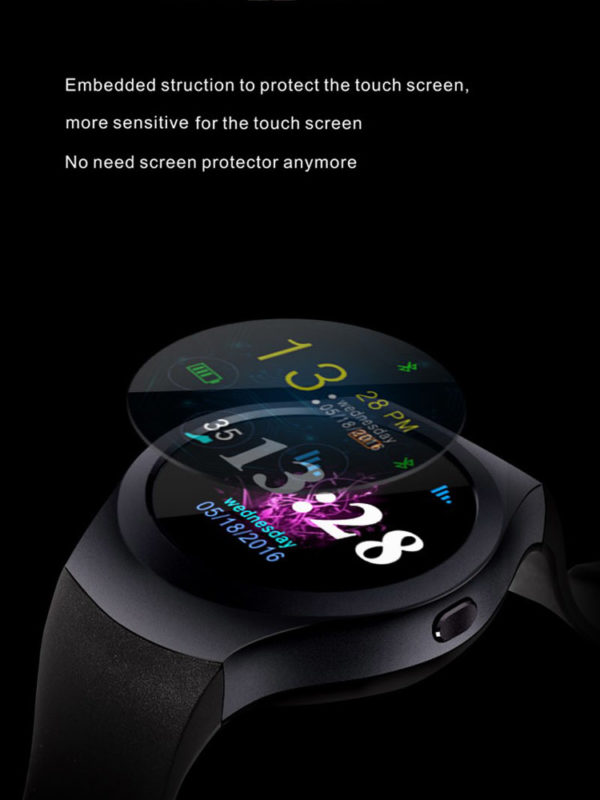 Embedded struction to protect the touch screen,
more sensitive for the touch screen
No need screen protector anymore
13:
28 PM
wednesday
05/18/2016
35
13:28
wednesday
05/18/2016